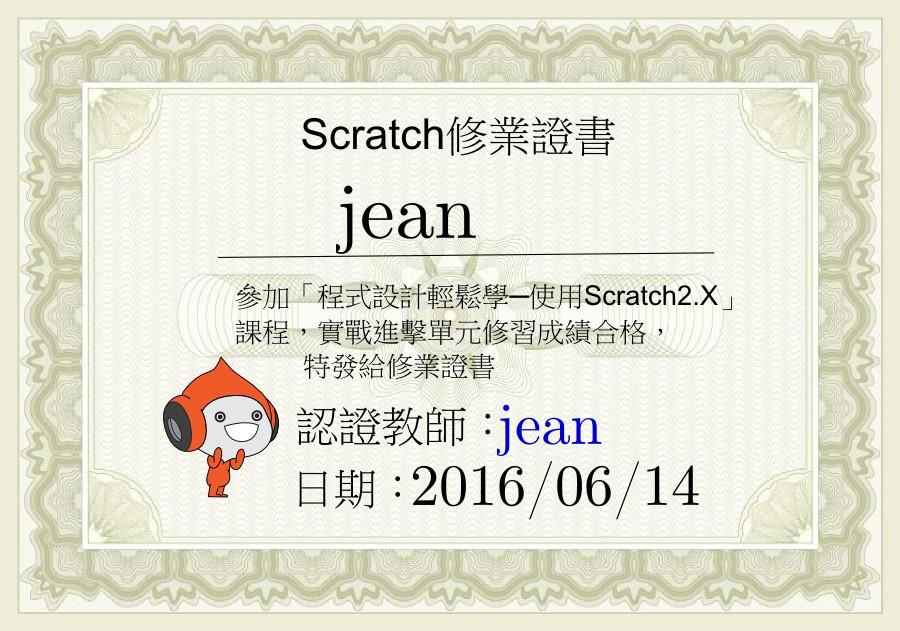 Scratch修業證書
jean
參加「程式設計輕鬆學─使用Scratch2.X」
課程，實戰進擊單元修習成績合格，
特發給修業證書
認證教師：jean
日期：2016/06/14